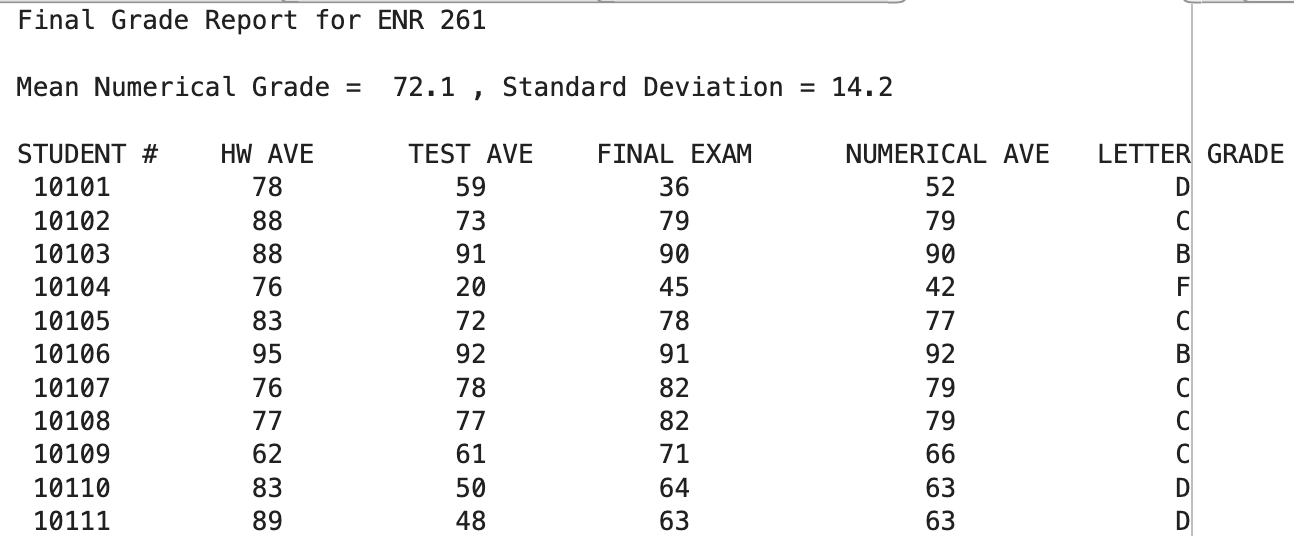 Final Grade Report for ENR 261
Mean Numerical Grade =  72.1 , Standard Deviation = 14.2
STUDENT #    HW AVE      TEST AVE    FINAL EXAM      NUMERICAL AVE   LETTER GRADE
 10101         78           59           36               52              D
 10102         88           73           79               79              C
 10103         88           91           90               90              B
 10104         76           20           45               42              F
 10105         83           72           78               77              C
 10106         95           92           91               92              B
 10107         76           78           82               79              C
 10108         77           77           82               79              C
 10109         62           61           71               66              C
 10110         83           50           64               63              D
 10111         89           48           63               63              D